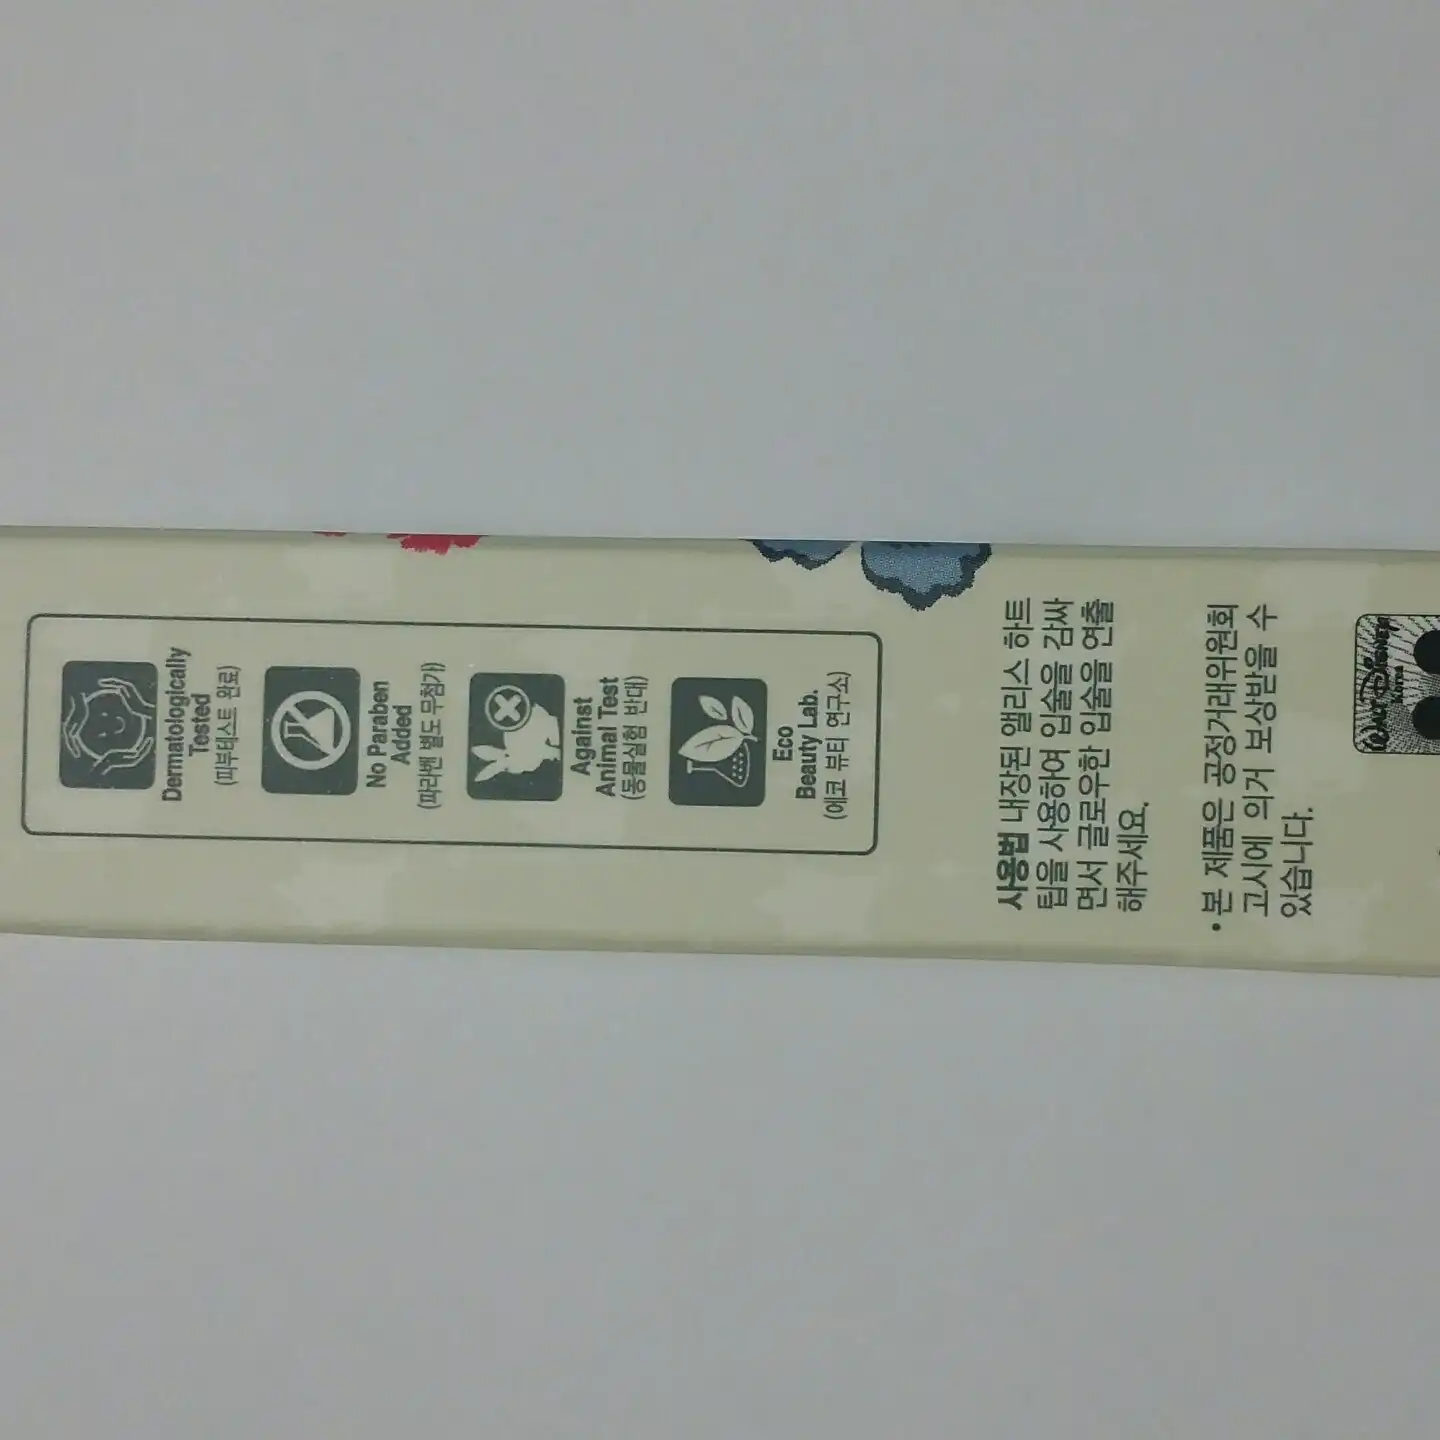 Dermatologically
Tested
(피부테스트 완료)
No Paraben
Added
(파라벤 별도 무첨가)
Against
Animal Test
(동물실험 반대)
Eco
Beauty Lab.
(에코 뷰티 연구소)
사용법 내장된 앨리스 하트
팁을 사용하여 입술을 감싸
면서 글로우한 입술을 연출
해주세요.
• 본 제품은 공정거래위원회
고시에 의거 보상받을 수
있습니다.
WALT DISNEY